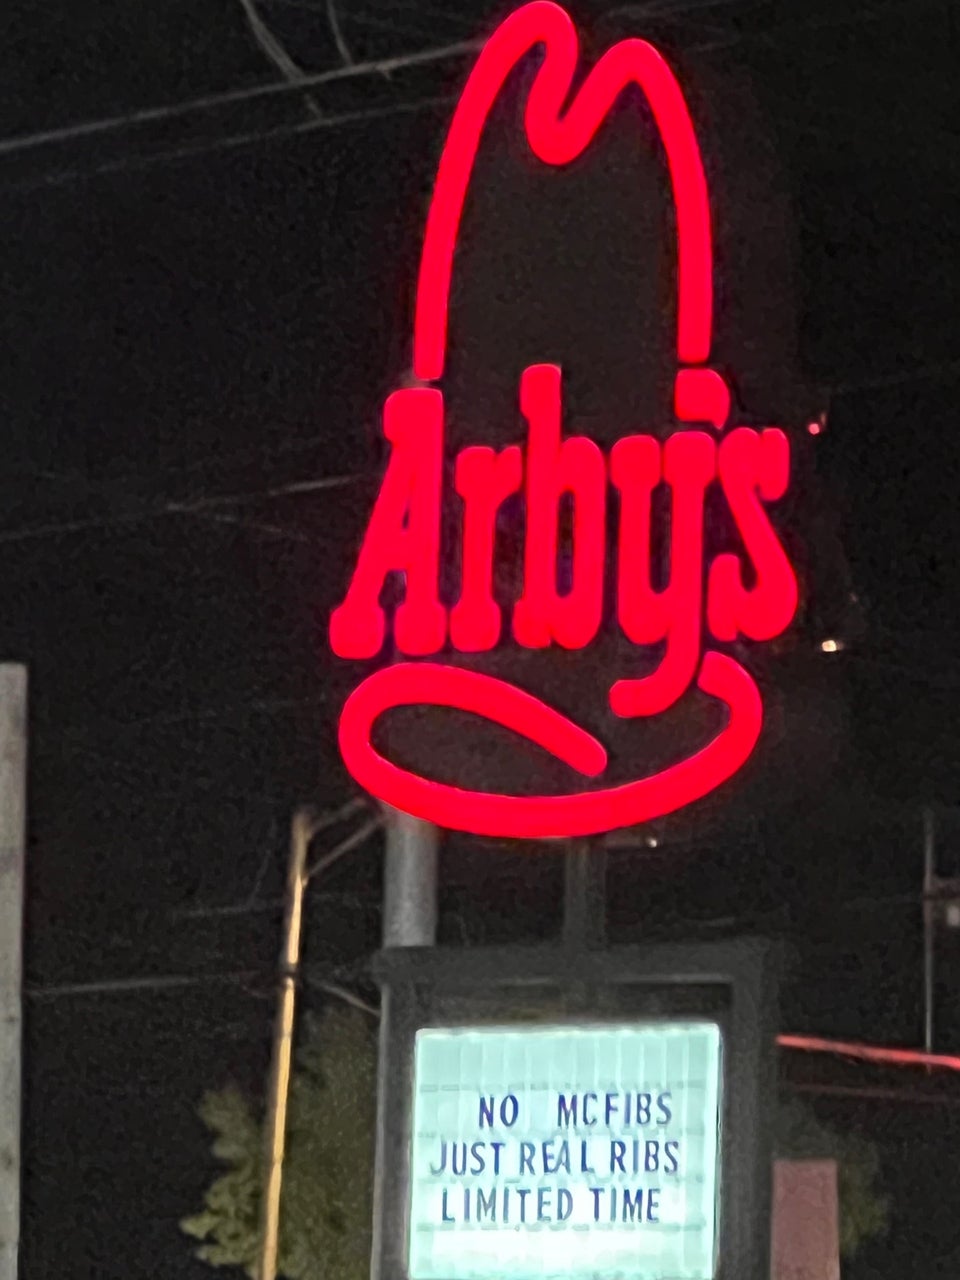 Arby's
NO MCFIBS
JUST REAL RIBS
LIMITED TIME